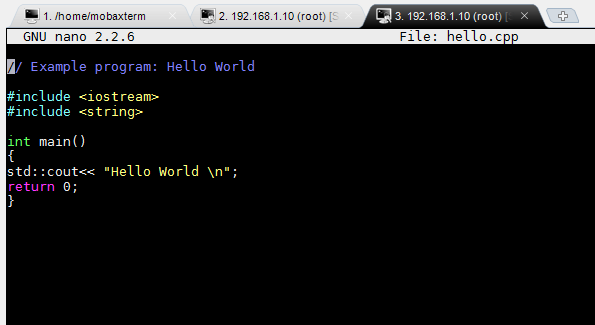 1. /home/mobaxterm
2. 192.168.1.10 (root)
3. 192.168.1.10 (root)
GNU nano 2.2.6 File: hello.cpp
// Example program: Hello World
#include <iostream>
#include <string>
int main()
{
std::cout<< "Hello World \n";
return 0;
}